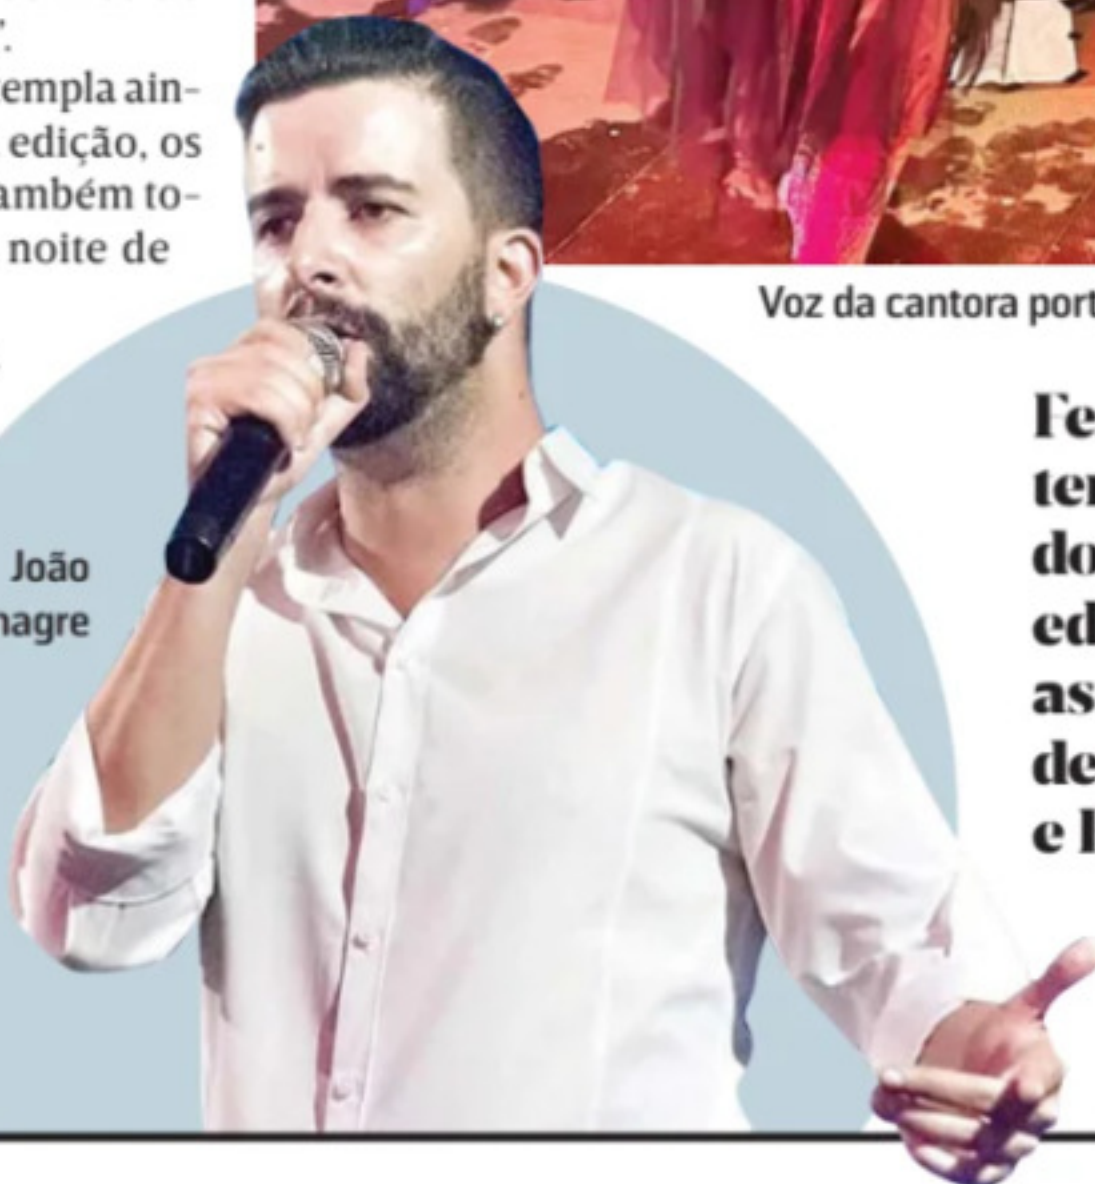 empla ain-
edição, os
ambém to-
noite de
Voz da cantora port
João
nagre
Fe
ter
do
ed
as
de
e l